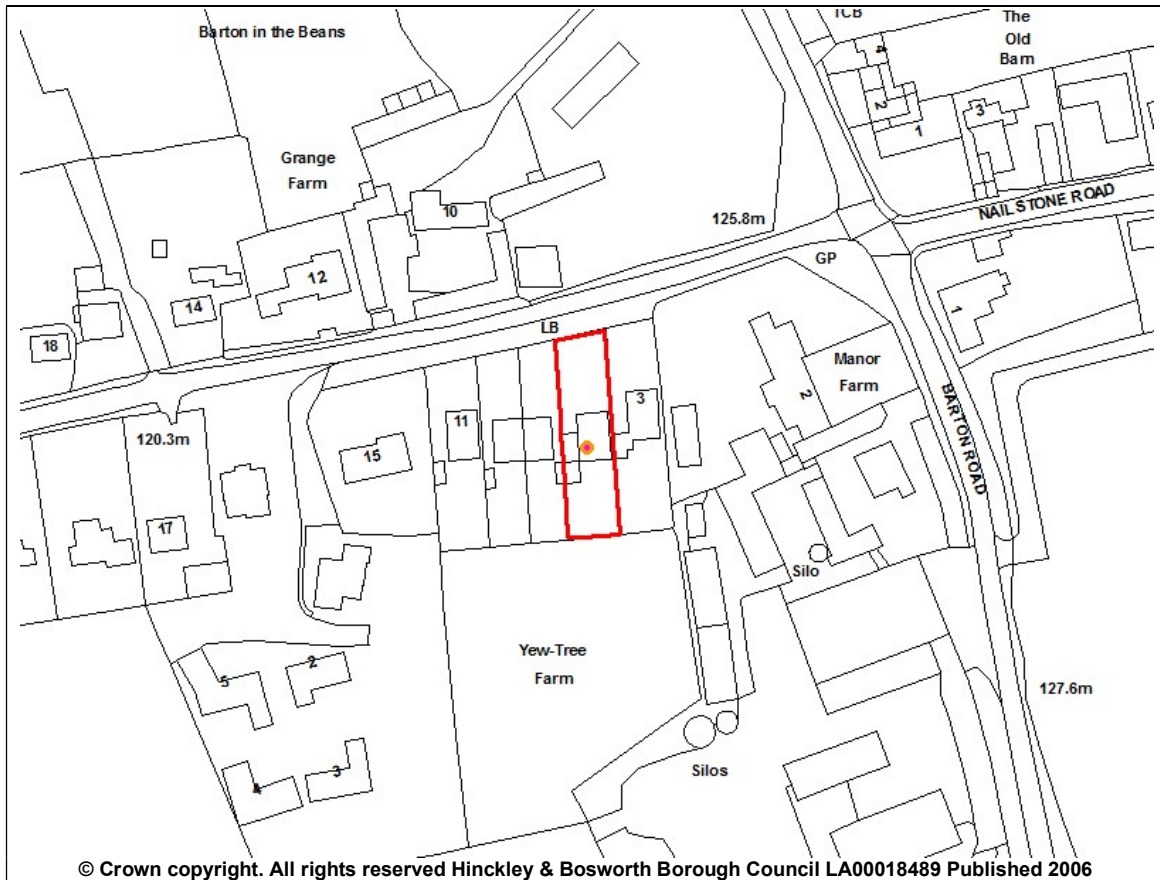 Barton in the Beans
TCB
The
Old
Barn
4
2
1
3
Grange
Farm
10
125.8m
NAIL STONE ROAD
12
GP
14
LB
1
18
Manor
Farm
2
3
11
BARTON ROAD
120.3m
15
17
Silo
Yew-Tree
Farm
2
5
127.6m
Silos
3
4
© Crown copyright. All rights reserved Hinckley & Bosworth Borough Council LA00018489 Published 2006